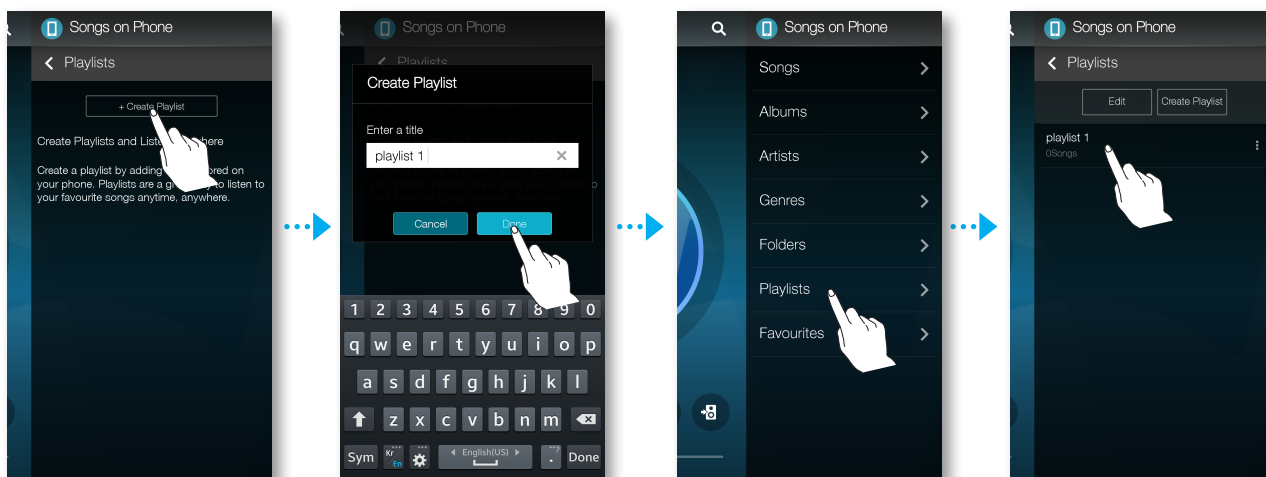 Songs on Phone
Playlists
+ Create Playlist
Create Playlists and Listen
Create a playlist by adding
your phone. Playlists are a to listen to
your favourite songs anytime, anywhere.
Songs on Phone
Playlists
Create Playlist
Enter a title
playlist 1
Cancel
Done
1 2 3 4 5 6 7 8 9 0
q w e r t y u i o p
a s d f g h j k l
z x c v b n m
Sym Kr En English(US) . ? Done
Songs on Phone
Songs
Albums
Artists
Genres
Folders
Playlists
Favourites
Songs on Phone
Playlists
Edit
Create Playlist
playlist 1
0Songs